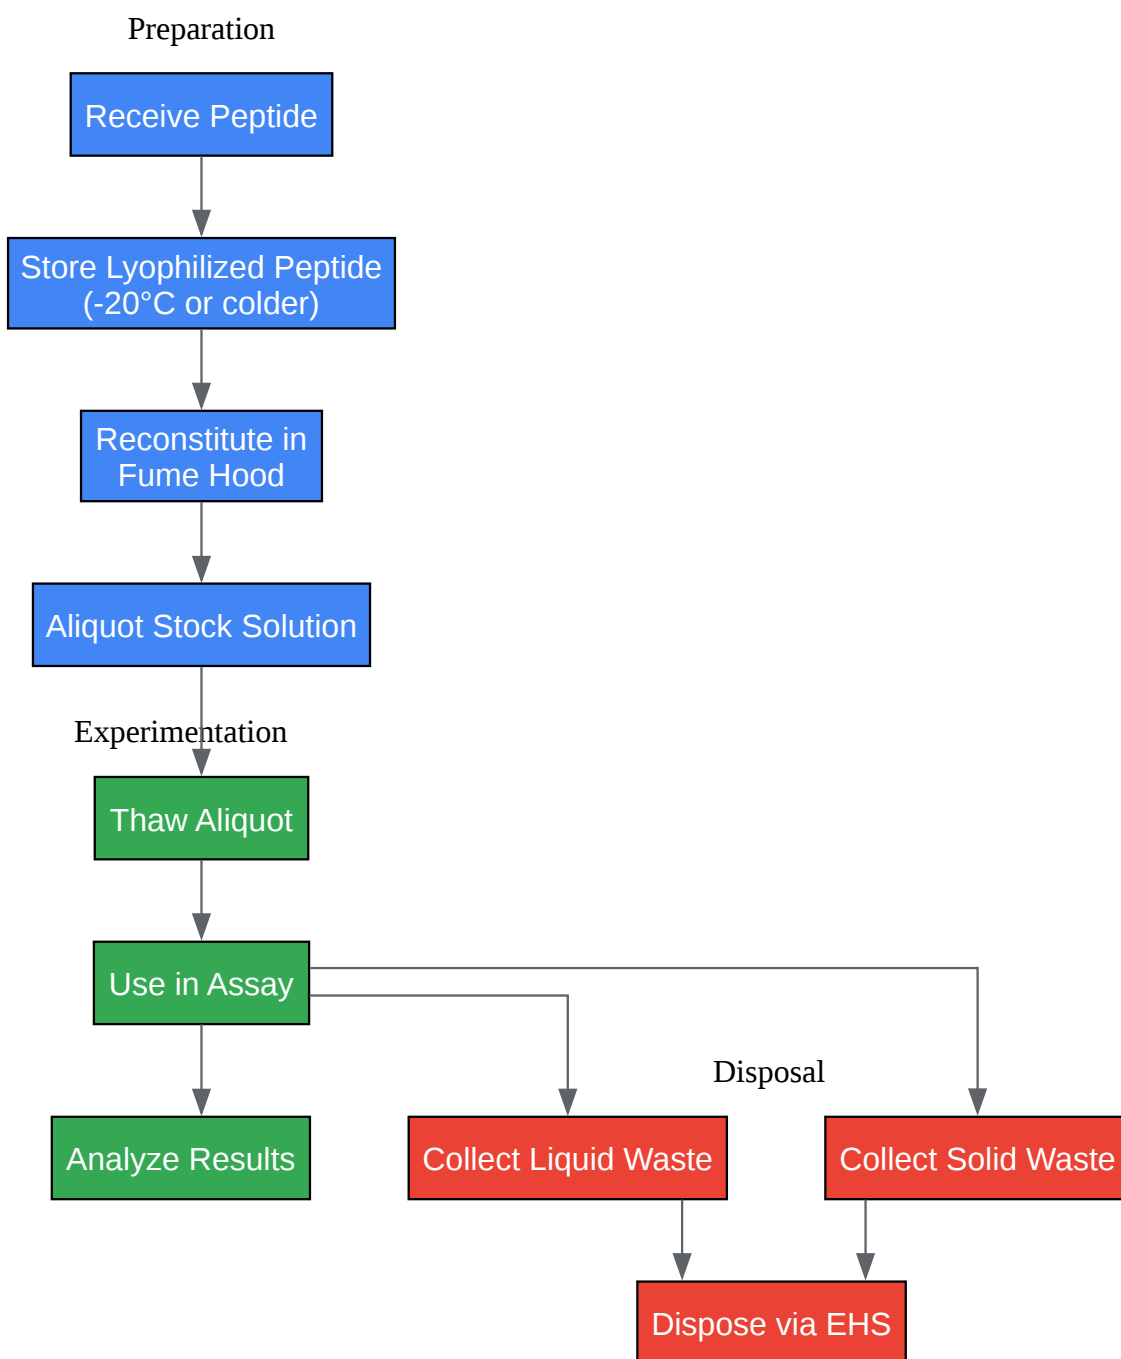 Preparation
Receive Peptide
Store Lyophilized Peptide
(-20°C or colder)
Reconstitute in
Fume Hood
Aliquot Stock Solution
Experimentation
Thaw Aliquot
Use in Assay
Disposal
Analyze Results
Collect Liquid Waste
Collect Solid Waste
Dispose via EHS